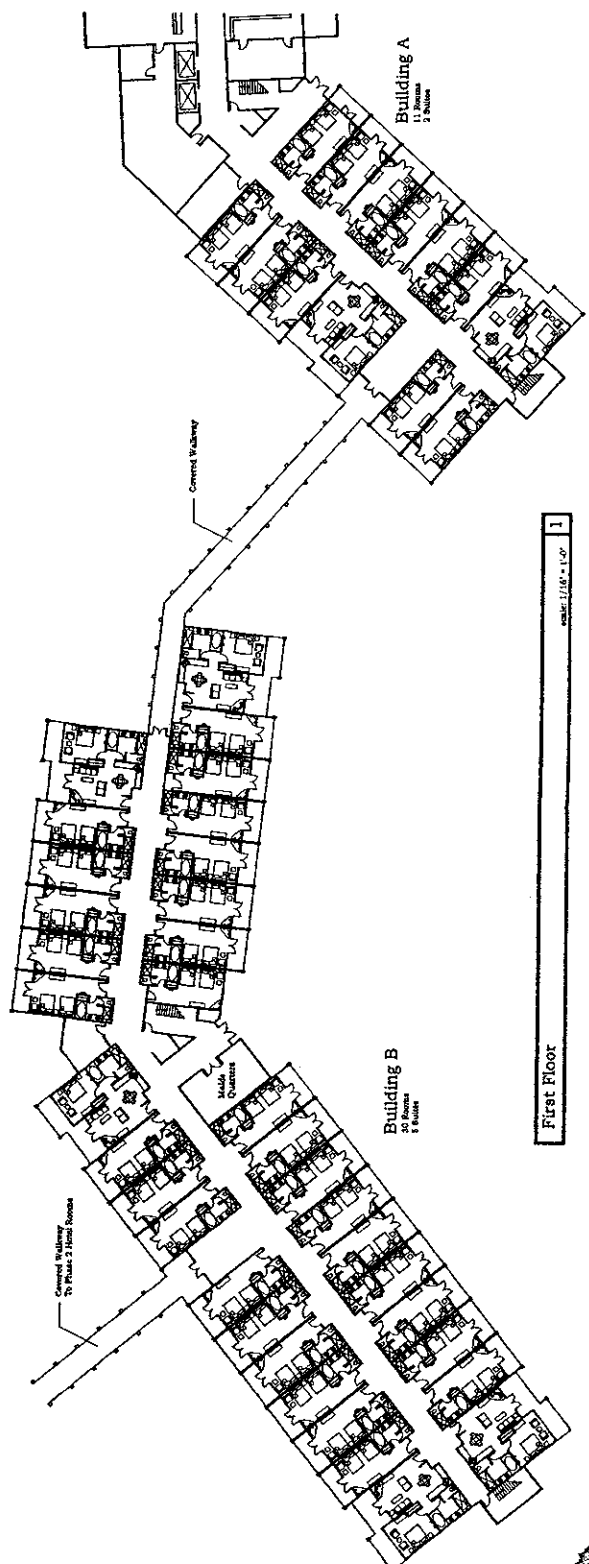 Building A
11 Rooms
2 Suites
Covered Walkway
Building B
30 Rooms
5 Suites
Maids
Quarters
Covered Walkway
To Phase 2 Hotel Rooms
First Floor
scale: 1/16" = 1'-0"
1